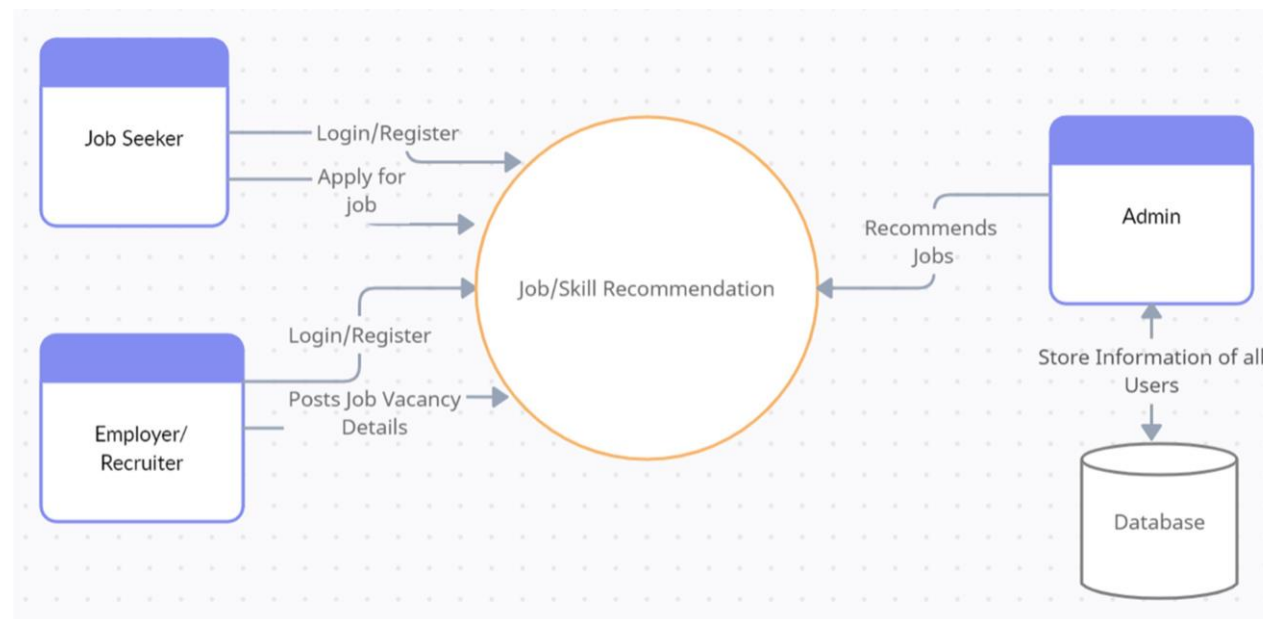 Job Seeker
Login/Register
Apply for
job
Employer/
Recruiter
Login/Register
Posts Job Vacancy
Details
Job/Skill Recommendation
Recommends
Jobs
Admin
Store Information of all
Users
Database